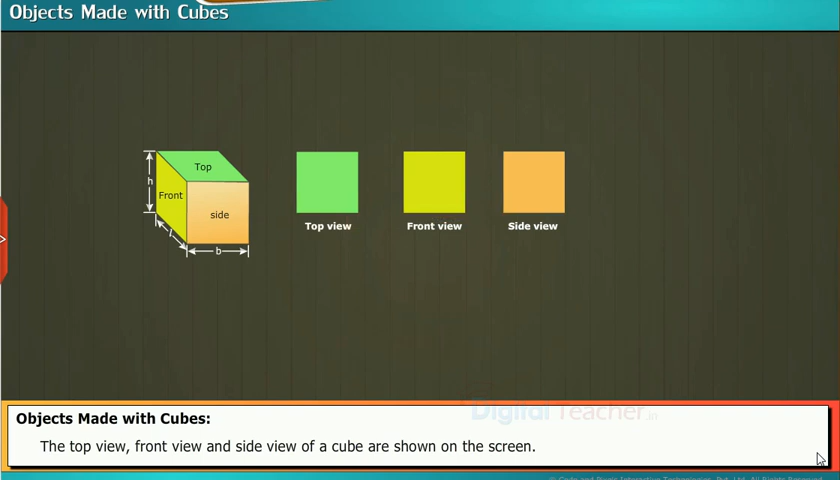 Objects Made with Cubes
h
Top
Front
side
l
b
Top view
Front view
Side view
Digital Teacher.in
Objects Made with Cubes:
The top view, front view and side view of a cube are shown on the screen.